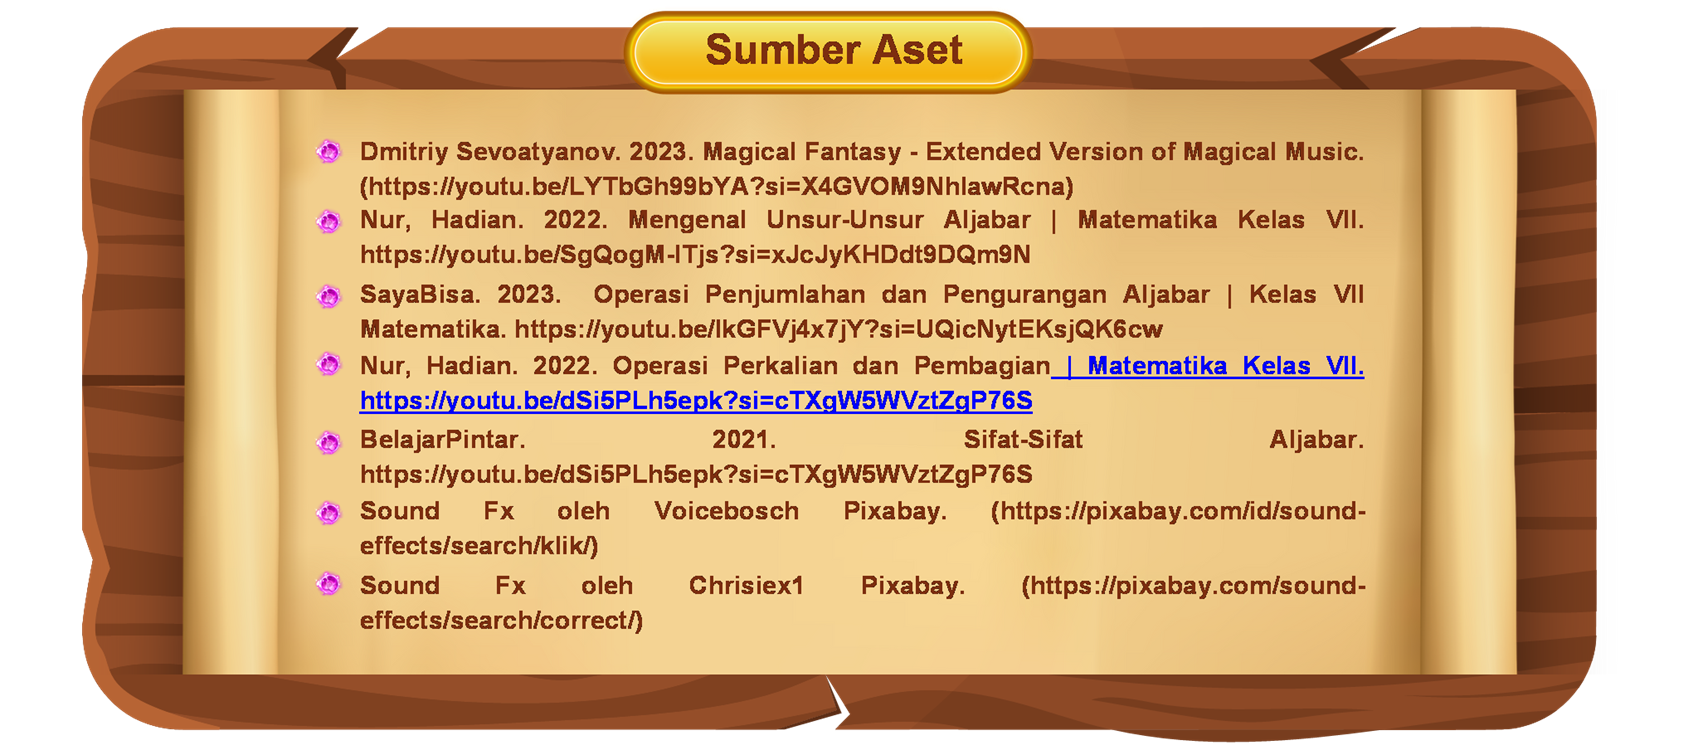 Sumber Aset
Dmitriy Sevoatyanov. 2023. Magical Fantasy - Extended Version of Magical Music.
(https://youtu.be/LYTbGh99bYA?si=X4GVOM9NhlawRcna)
Nur, Hadian. 2022. Mengenal Unsur-Unsur Aljabar | Matematika Kelas VII.
https://youtu.be/SgQogM-ITjs?si=xJcJyKHDdt9DQm9N
SayaBisa. 2023. Operasi Penjumlahan dan Pengurangan Aljabar | Kelas VII
Matematika. https://youtu.be/IkGFVj4x7jY?si=UQicNytEKsjQK6cw
Nur, Hadian. 2022. Operasi Perkalian dan Pembagian | Matematika Kelas VII.
https://youtu.be/dSi5PLh5epk?si=cTXgW5WVztZgP76S
BelajarPintar. 2021. Sifat-Sifat Aljabar.
https://youtu.be/dSi5PLh5epk?si=cTXgW5WVztZgP76S
Sound Fx oleh Voicebosch Pixabay. (https://pixabay.com/id/sound-
effects/search/klik/)
Sound Fx oleh Chrisiex1 Pixabay. (https://pixabay.com/sound-
effects/search/correct/)